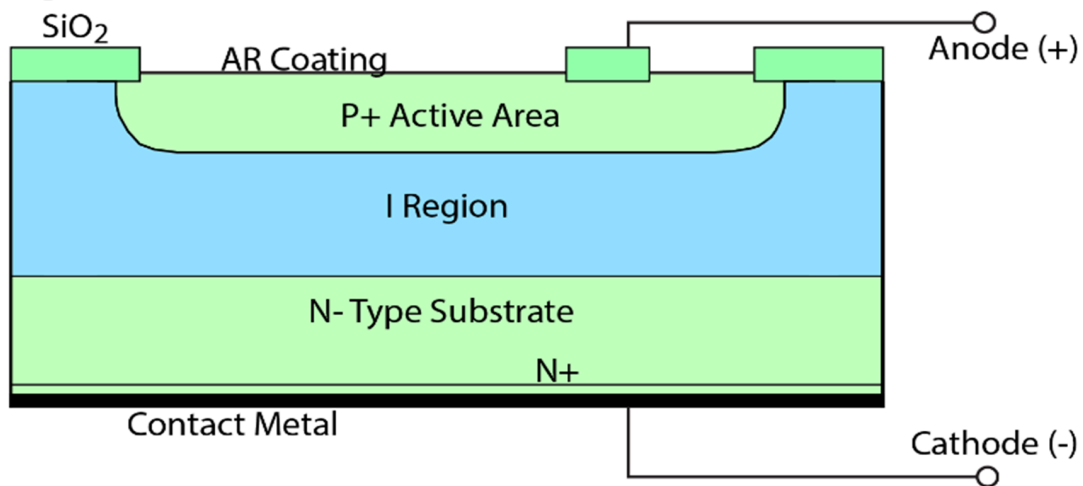 SiO₂
AR Coating
Anode (+)
P+ Active Area
I Region
N- Type Substrate
N+
Contact Metal
Cathode (-)